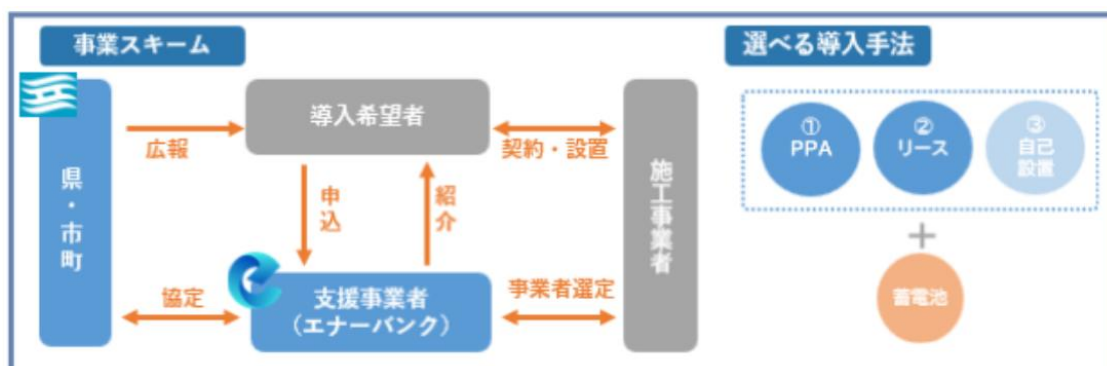 事業スキーム
選べる導入手法
県・市町
広報
導入希望者
契約・設置
施工事業者
申込
紹介
協定
支援事業者
（エナーバンク）
事業者選定
①
PPA
②
リース
③
自己
設置
＋
蓄電池